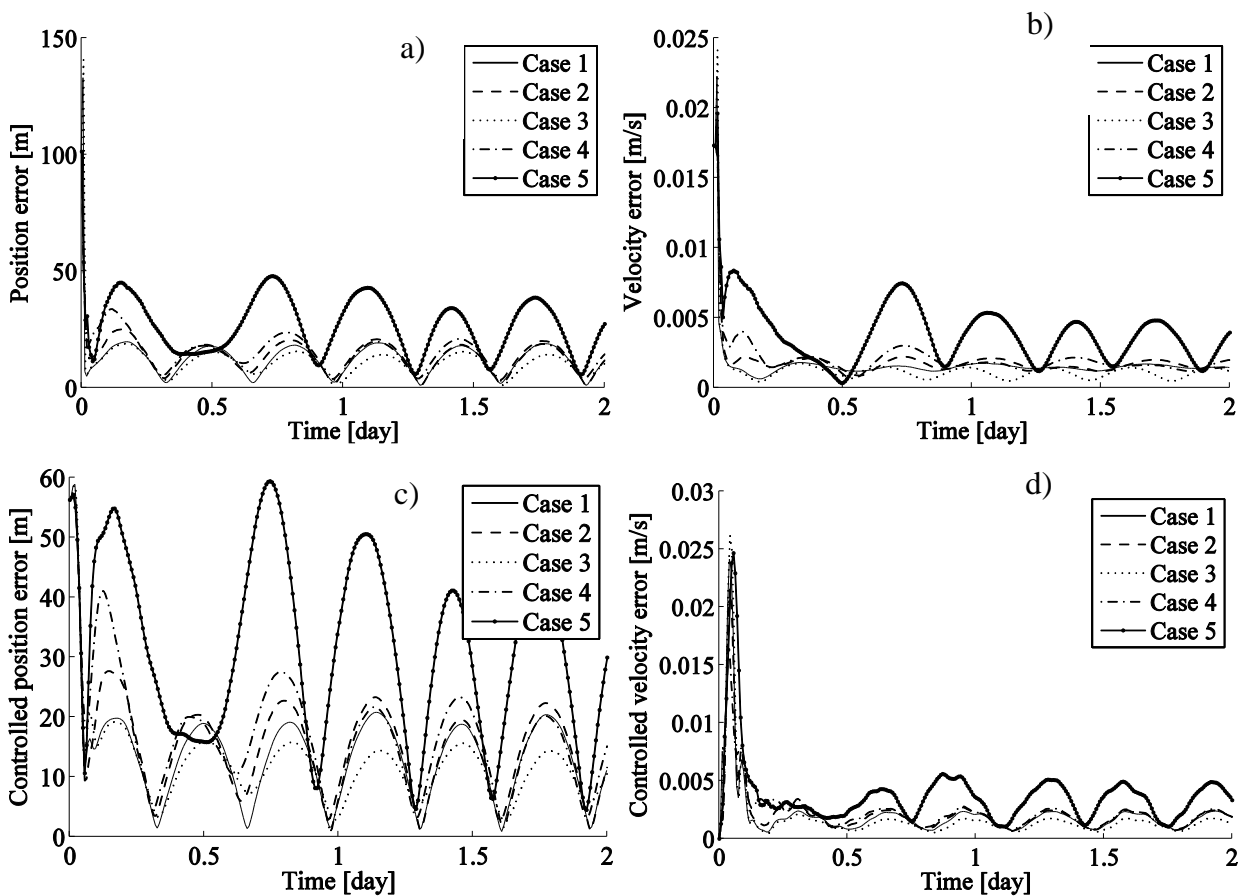 a)
150
100
50
0
Position error [m]
Case 1
Case 2
Case 3
Case 4
Case 5
0 0.5 1 1.5 2
Time [day]
b)
0.025
0.02
0.015
0.01
0.005
0
Velocity error [m/s]
Case 1
Case 2
Case 3
Case 4
Case 5
0 0.5 1 1.5 2
Time [day]
c)
60
50
40
30
20
10
0
Controlled position error [m]
Case 1
Case 2
Case 3
Case 4
Case 5
0 0.5 1 1.5 2
Time [day]
d)
0.03
0.025
0.02
0.015
0.01
0.005
0
Controlled velocity error [m/s]
Case 1
Case 2
Case 3
Case 4
Case 5
0 0.5 1 1.5 2
Time [day]